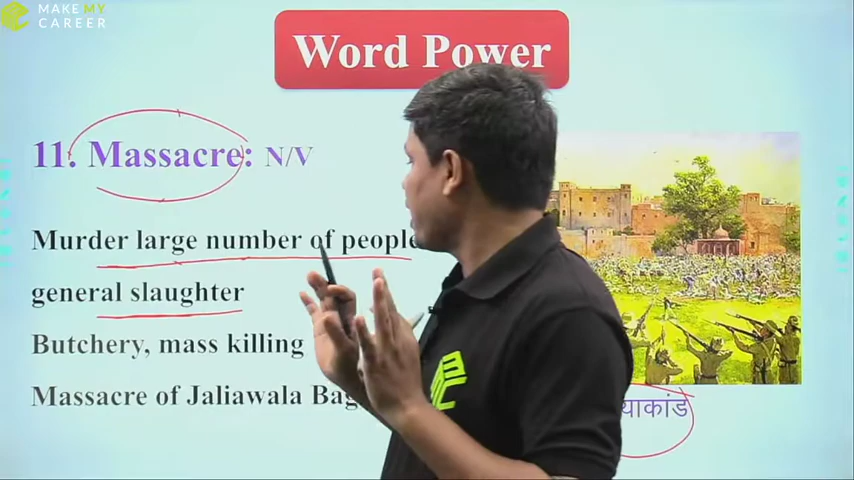 MAKE MY
CAREER
Word Power
11. Massacre: N/V
Murder large number of people
general slaughter
Butchery, mass killing
Massacre of Jaliawala Bag